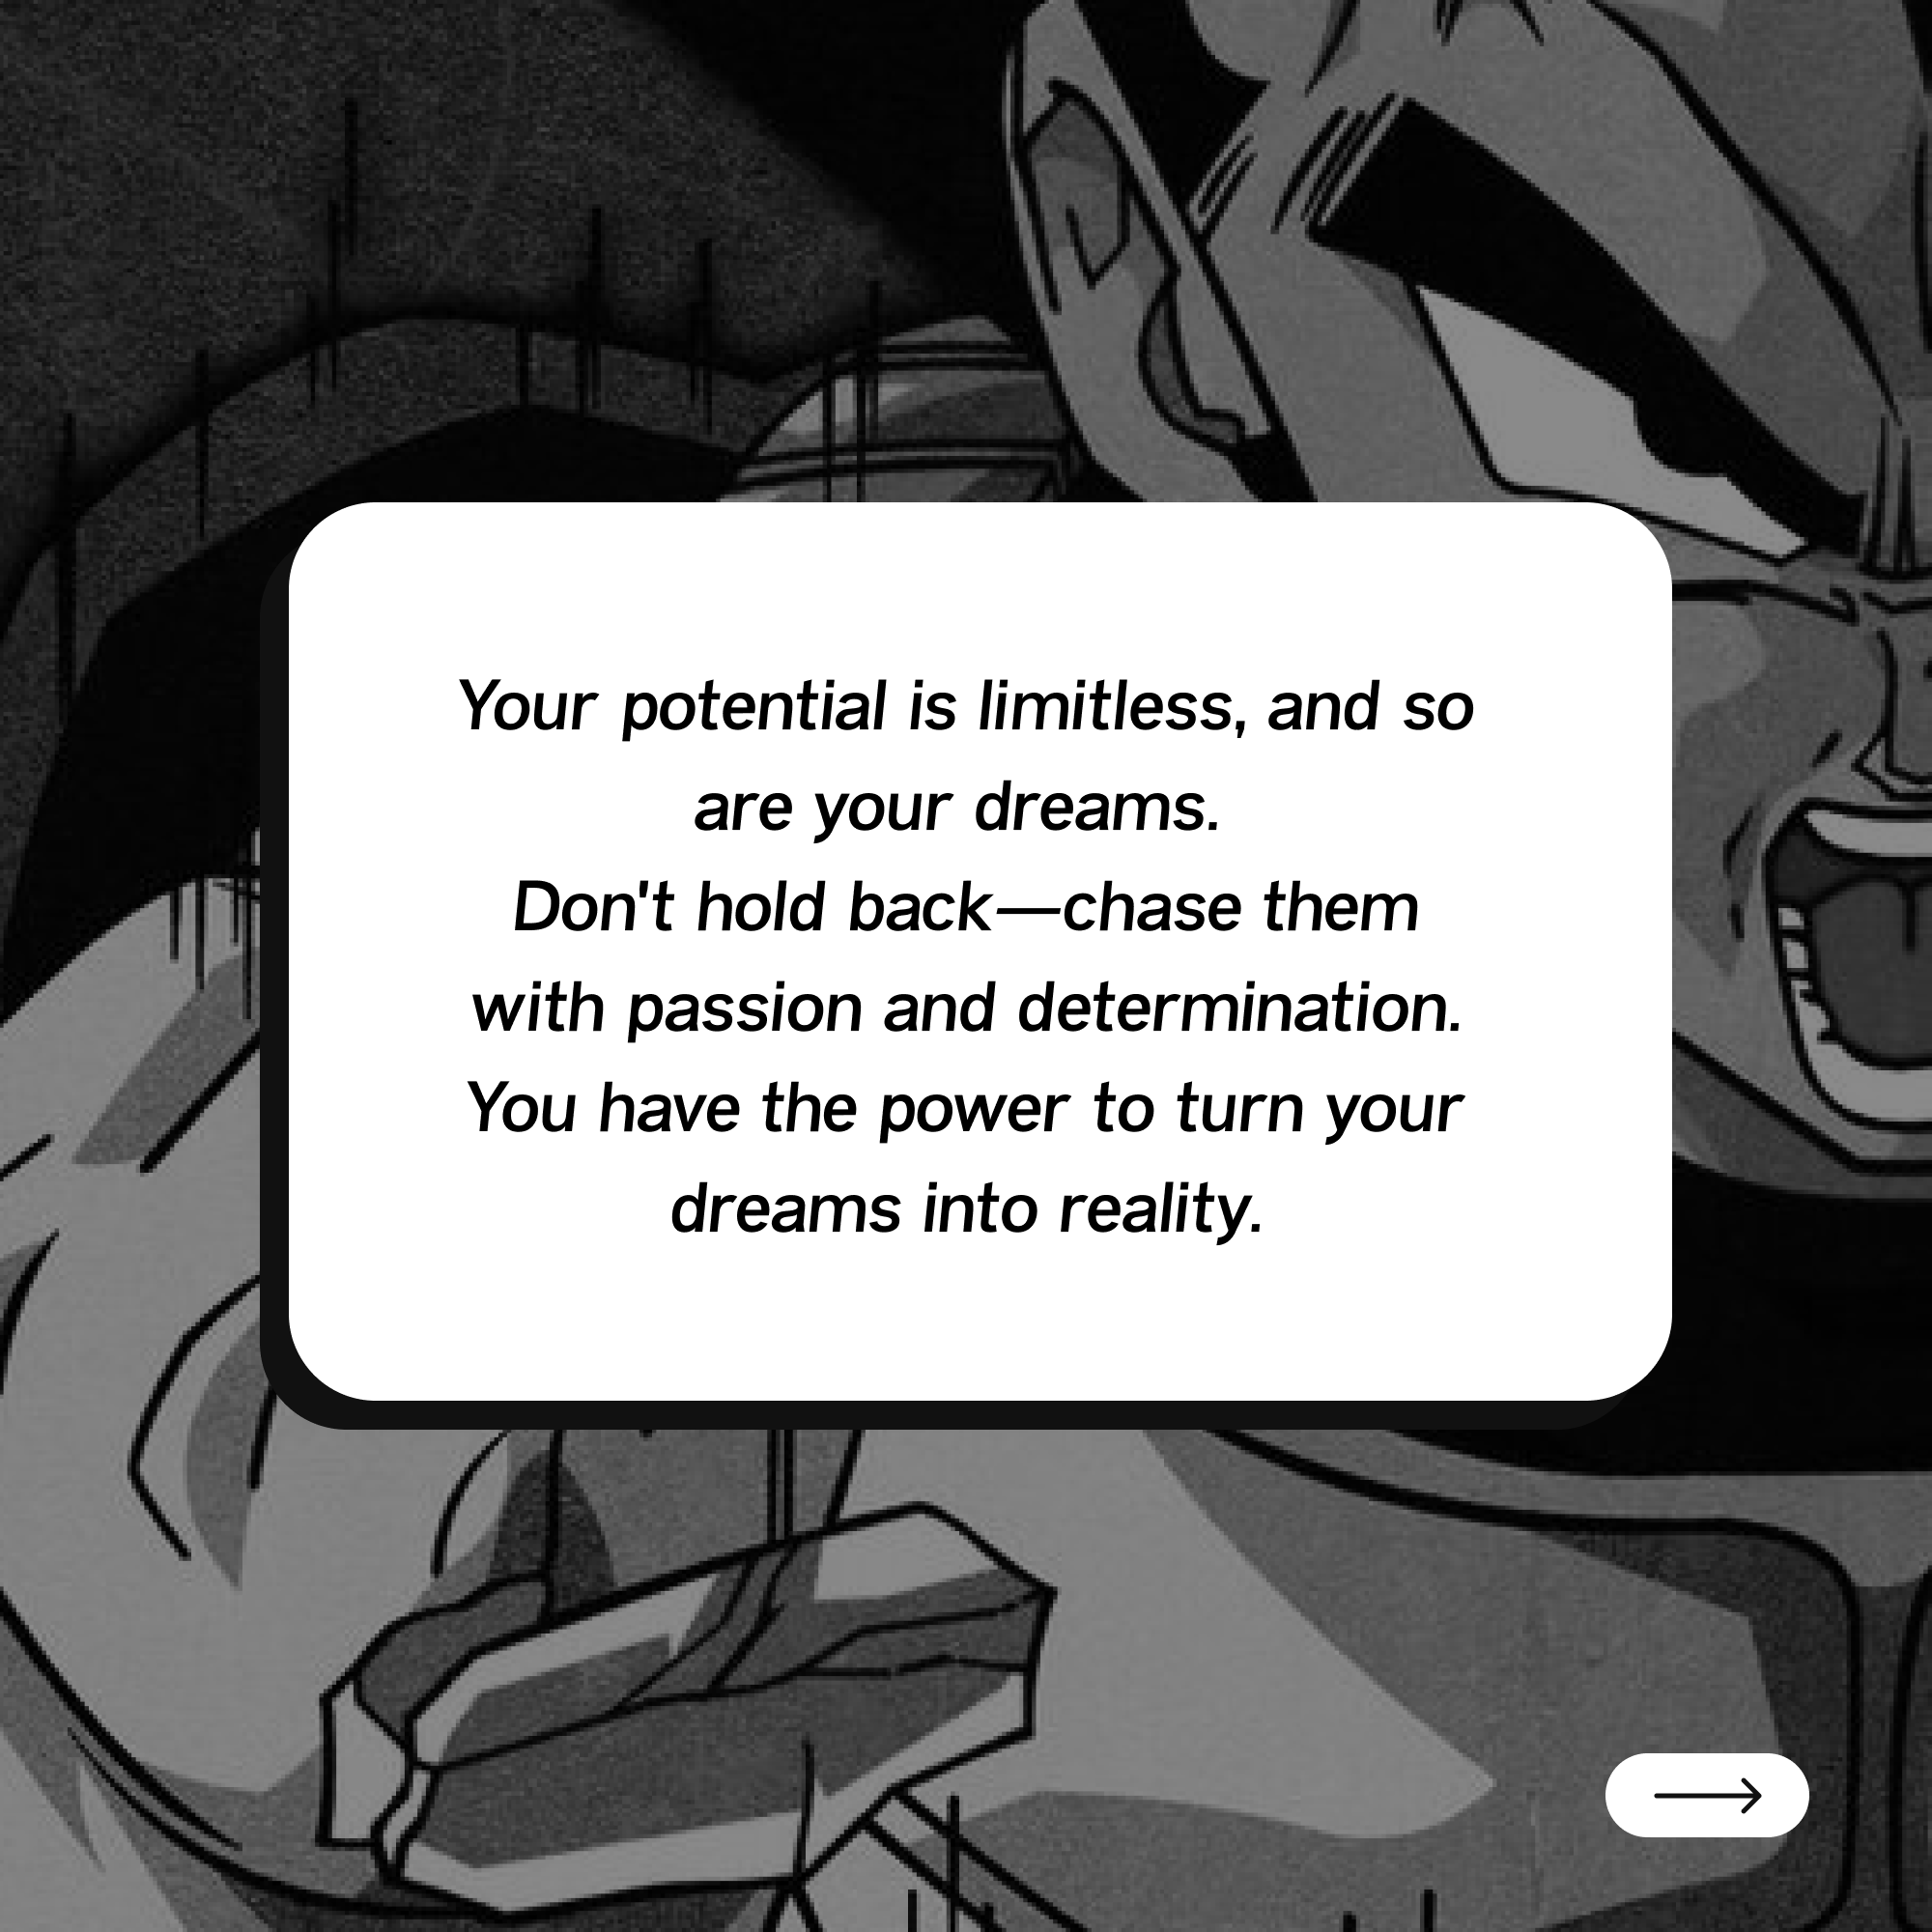 Your potential is limitless, and so
are your dreams.
Don't hold back—chase them
with passion and determination.
You have the power to turn your
dreams into reality.